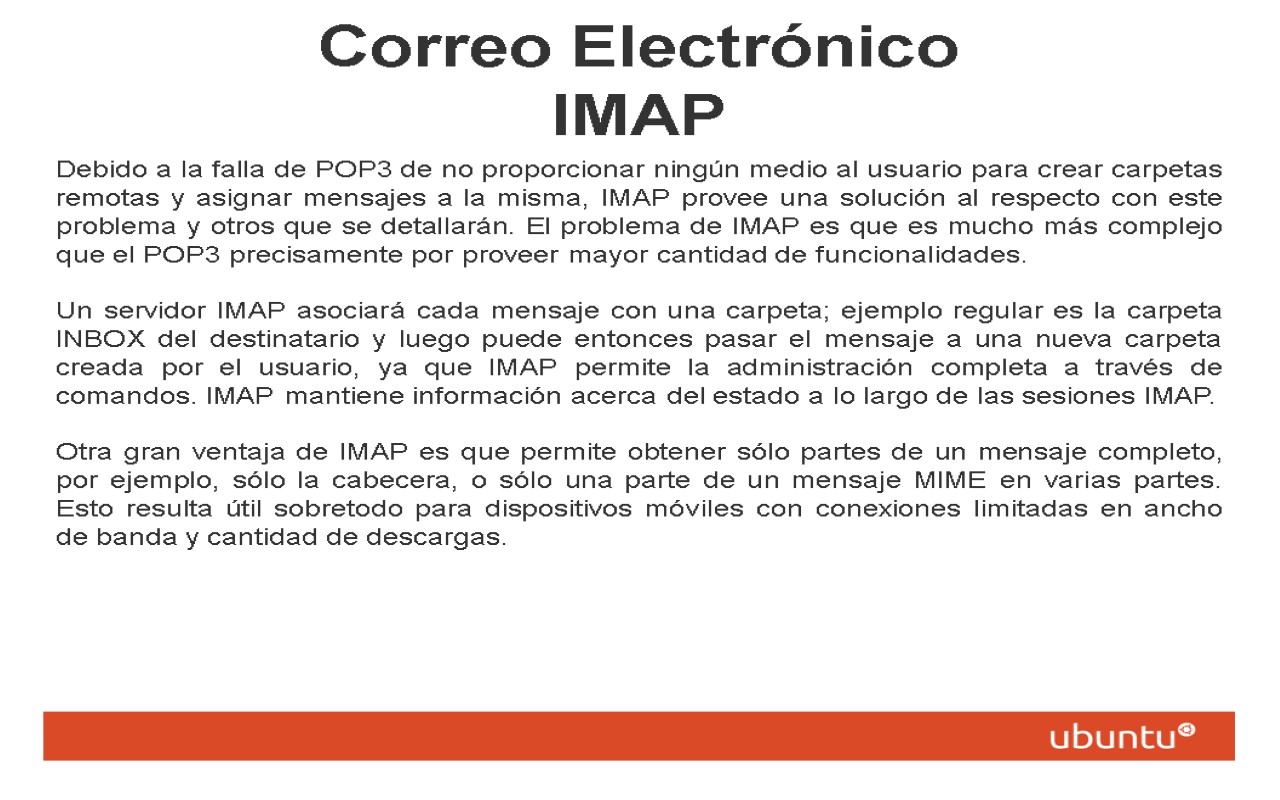 Correo Electrónico
IMAP
Debido a la falla de POP3 de no proporcionar ningún medio al usuario para crear carpetas
remotas y asignar mensajes a la misma, IMAP provee una solución al respecto con este
problema y otros que se detallarán. El problema de IMAP es que es mucho más complejo
que el POP3 precisamente por proveer mayor cantidad de funcionalidades.
Un servidor IMAP asociará cada mensaje con una carpeta; ejemplo regular es la carpeta
INBOX del destinatario y luego puede entonces pasar el mensaje a una nueva carpeta
creada por el usuario, ya que IMAP permite la administración completa a través de
comandos. IMAP mantiene información acerca del estado a lo largo de las sesiones IMAP.
Otra gran ventaja de IMAP es que permite obtener sólo partes de un mensaje completo,
por ejemplo, sólo la cabecera, o sólo una parte de un mensaje MIME en varias partes.
Esto resulta útil sobretodo para dispositivos móviles con conexiones limitadas en ancho
de banda y cantidad de descargas.
ubuntu